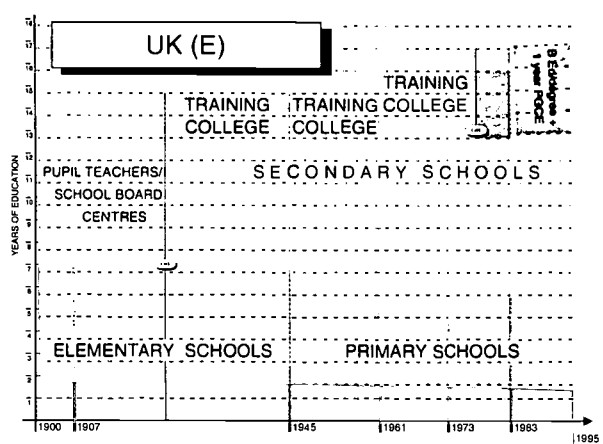 UK (E)
TRAINING
TRAINING
COLLEGE
TRAINING COLLEGE
COLLEGE
B Ed degree +
1 year PGCE
YEARS OF EDUCATION
PUPIL TEACHERS/
SCHOOL BOARD
CENTRES
SECONDARY SCHOOLS
ELEMENTARY SCHOOLS
PRIMARY SCHOOLS
1900
1907
1945
1961
1973
1983
1995